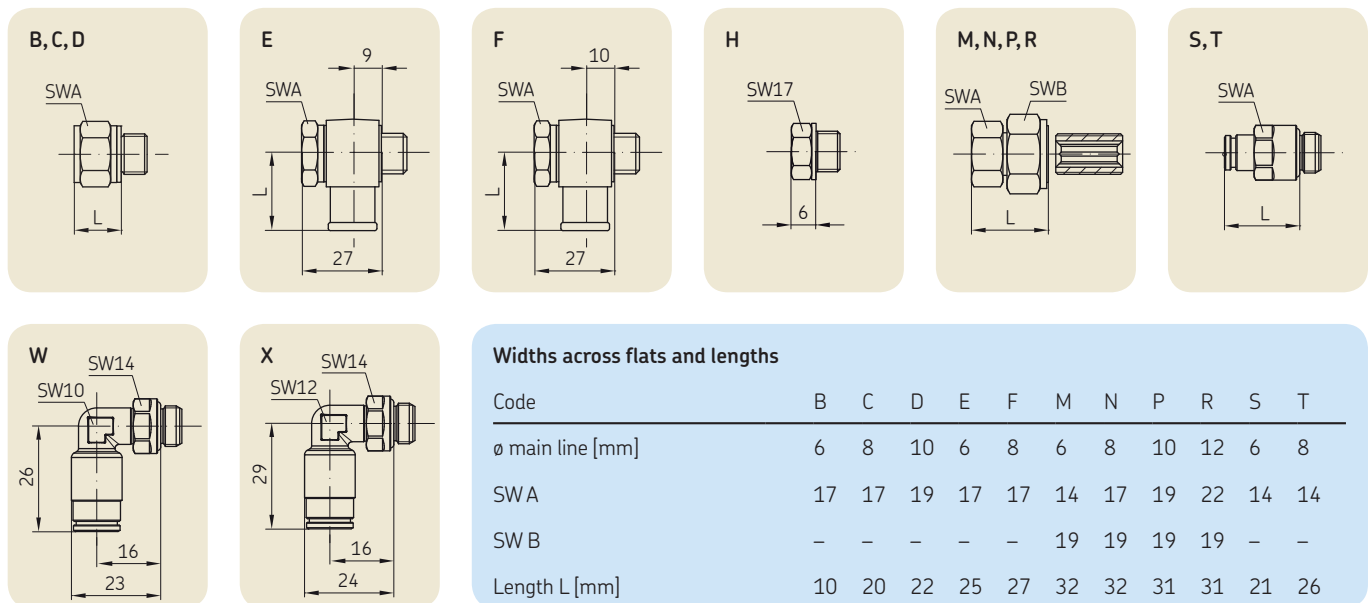 B, C, D
SWA
L
E
9
SWA
L
27
F
10
SWA
L
27
H
SW17
6
M, N, P, R
SWA
SWB
L
S, T
SWA
L
W
SW14
SW10
26
16
23
X
SW14
SW12
29
16
24
Widths across flats and lengths
Code B C D E F M N P R S T
ø main line [mm] 6 8 10 6 8 6 8 10 12 6 8
SW A 17 17 19 17 17 14 17 19 22 14 14
SW B – – – – – 19 19 19 19 – –
Length L [mm] 10 20 22 25 27 32 32 31 31 21 26